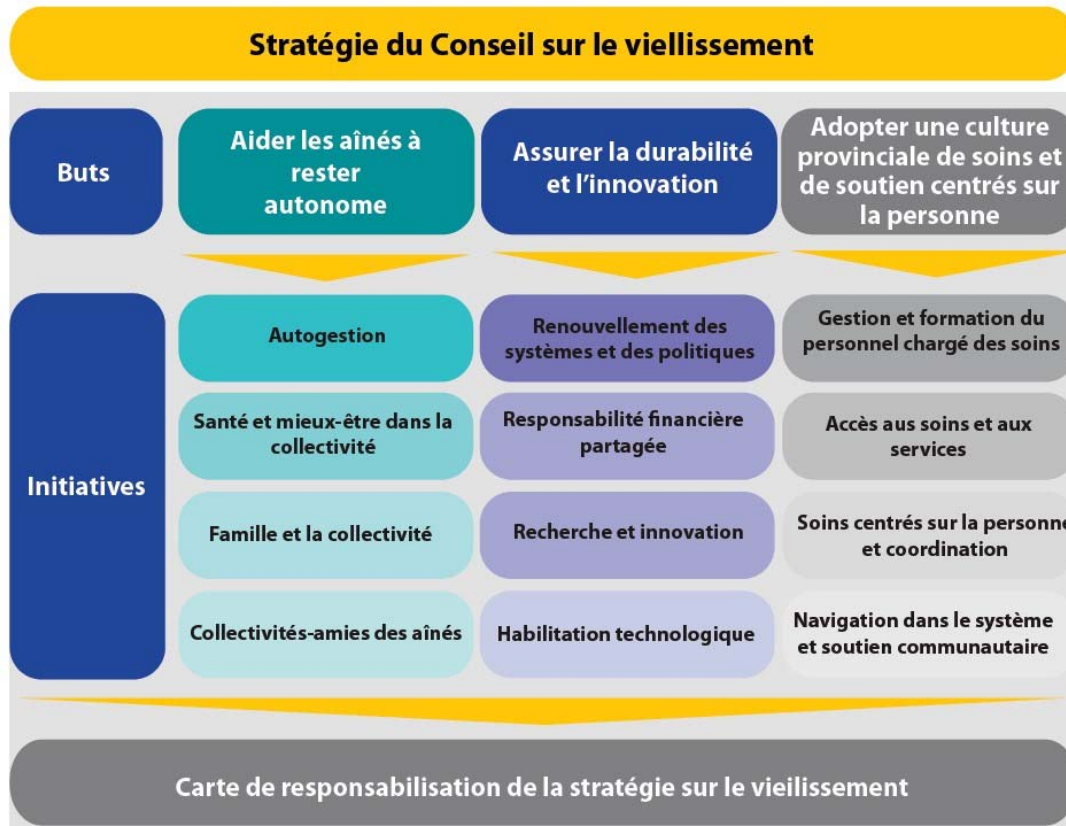 Stratégie du Conseil sur le viellissement
Buts
Aider les aînés à
rester
autonome
Assurer la durabilité
et l'innovation
Adopter une culture
provinciale de soins et
de soutien centrés sur
la personne
Initiatives
Autogestion
Renouvellement des
systèmes et des politiques
Gestion et formation du
personnel chargé des soins
Santé et mieux-être dans la
collectivité
Responsabilité financière
partagée
Accès aus soins et aux
services
Famille et la collectivité
Recherche et innovation
Soins centrés sur la personne
et coordination
Collectivités-amies des aînés
Habilitation technologique
Navigation dans le système
et soutien communautaire
Carte de responsabilisation de la stratégie sur le vieilissement